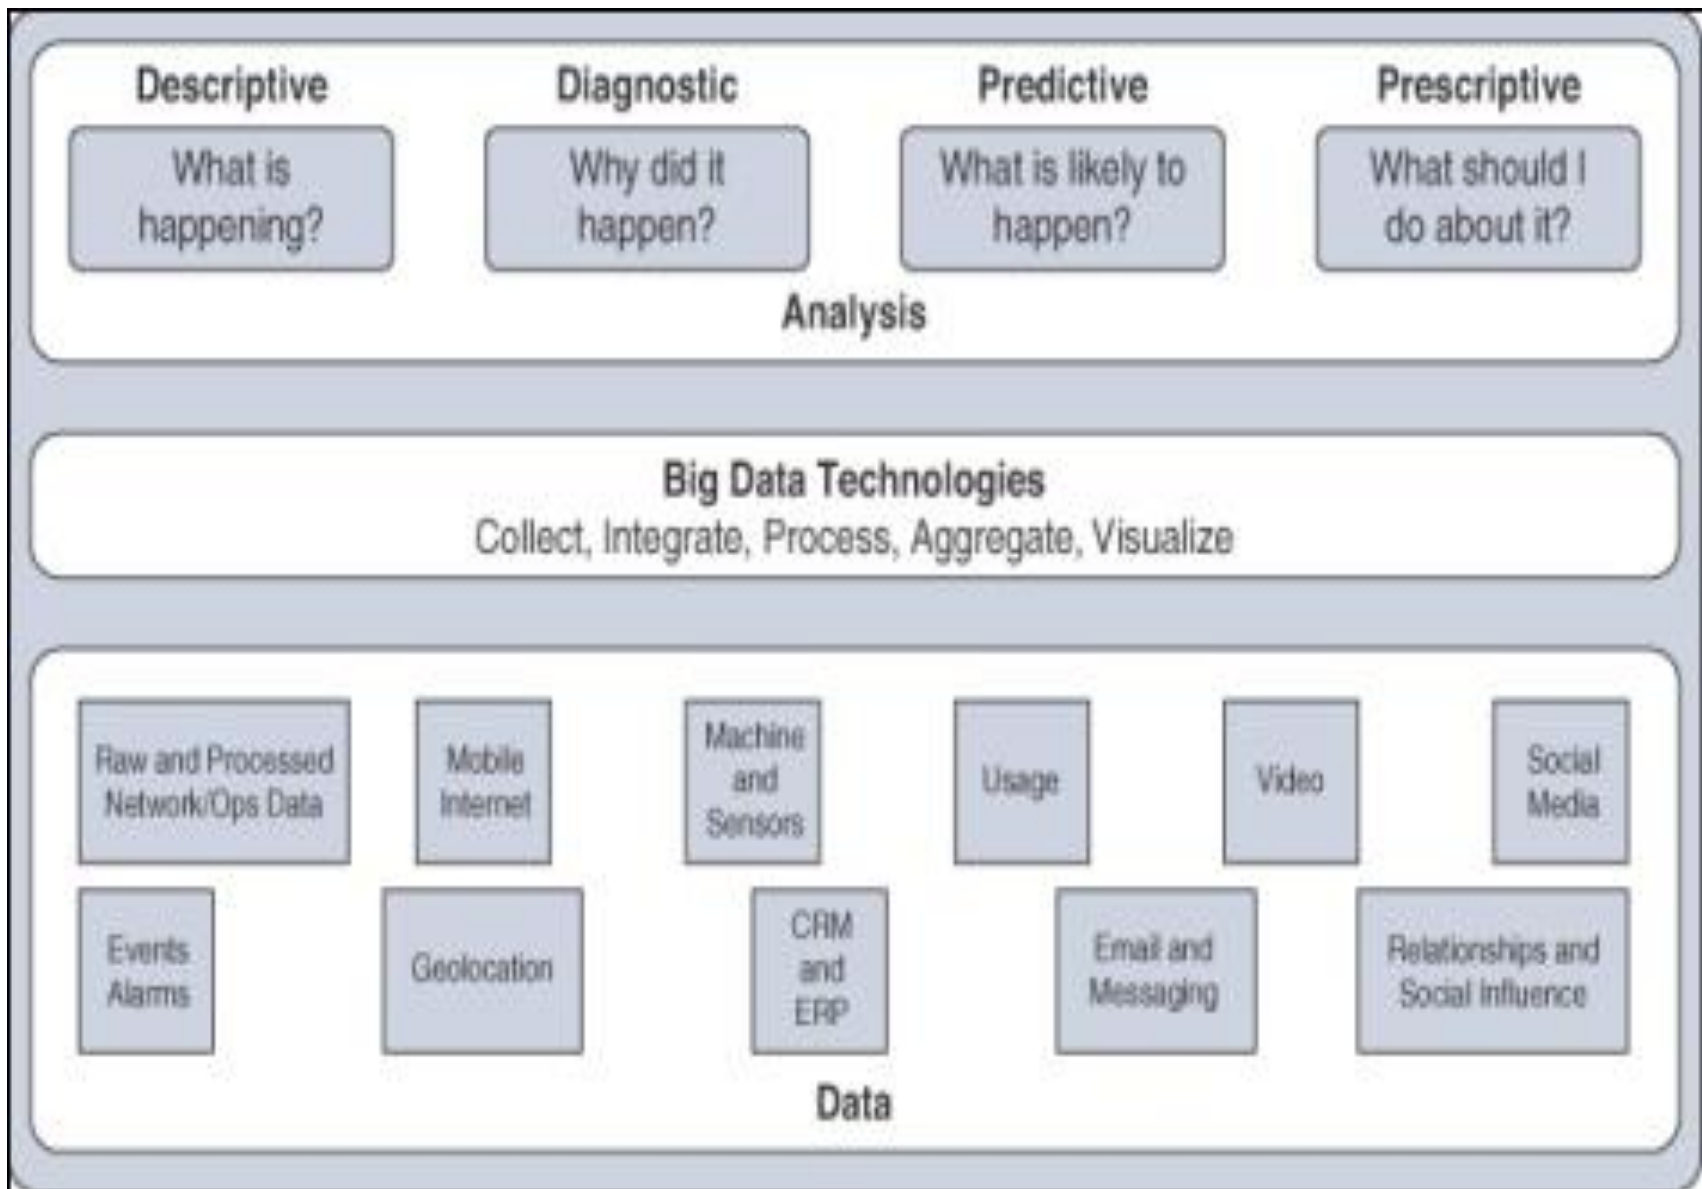 Descriptive
Diagnostic
Predictive
Prescriptive
What is
happening?
Why did it
happen?
What is likely to
happen?
What should I
do about it?
Analysis
Big Data Technologies
Collect, Integrate, Process, Aggregate, Visualize
Raw and Processed
Network/Ops Data
Mobile
Internet
Machine
and
Sensors
Usage
Video
Social
Media
Events
Alarms
Geolocation
CRM
and
ERP
Email and
Messaging
Relationships and
Social Influence
Data